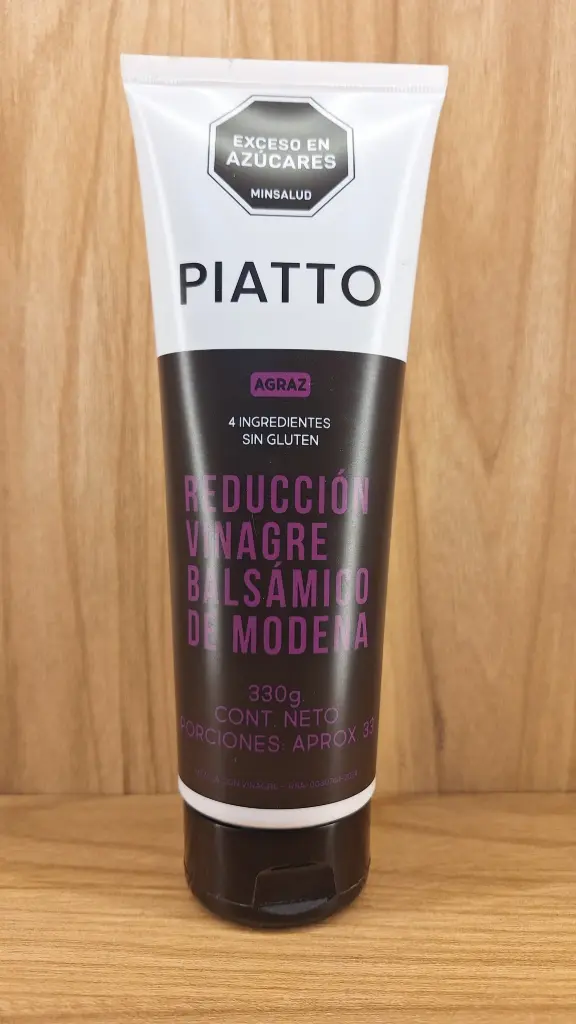 EXCESO EN
AZÚCARES
MINSALUD
PIATTO
AGRAZ
4 INGREDIENTES
SIN GLUTEN
REDUCCIÓN
VINAGRE
BALSÁMICO
DE MODENA
330g.
CONT. NETO
PORCIONES: APROX 33